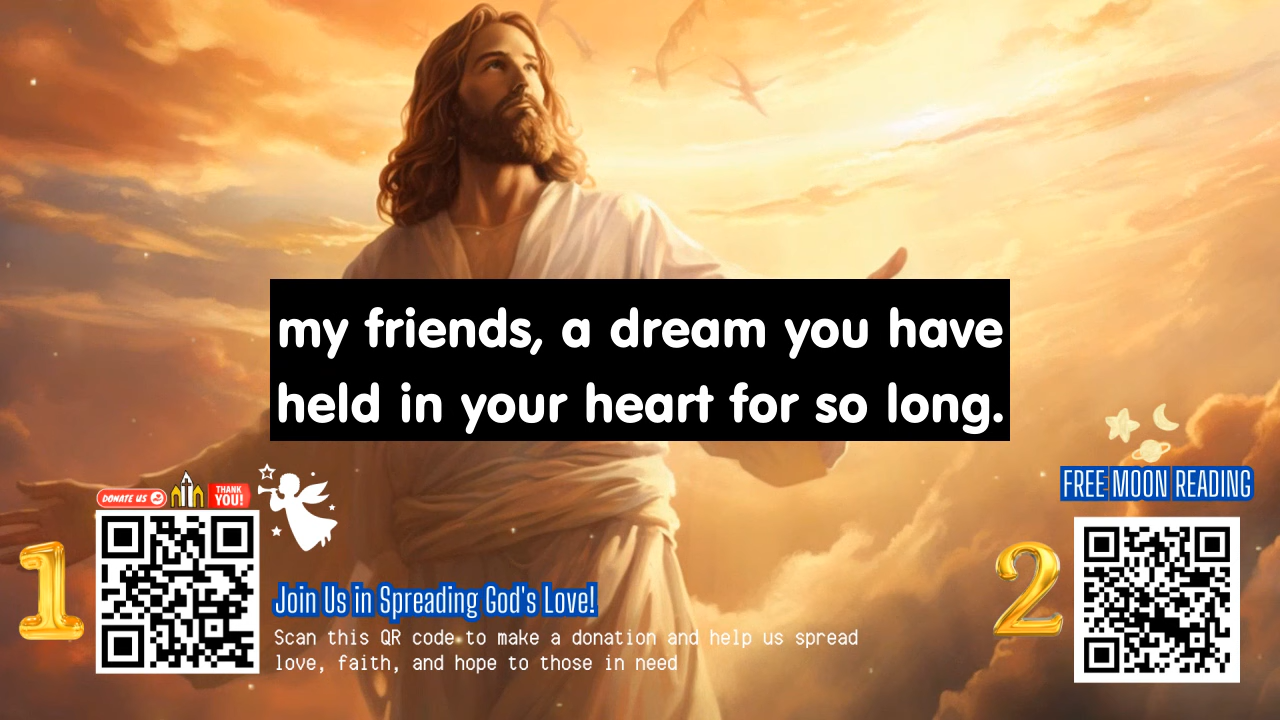 my friends, a dream you have
held in your heart for so long.
FREE MOON READING
DONATE US
THANK
YOU!
1
2
Join Us in Spreading God's Love!
Scan this QR code to make a donation and help us spread
love, faith, and hope to those in need